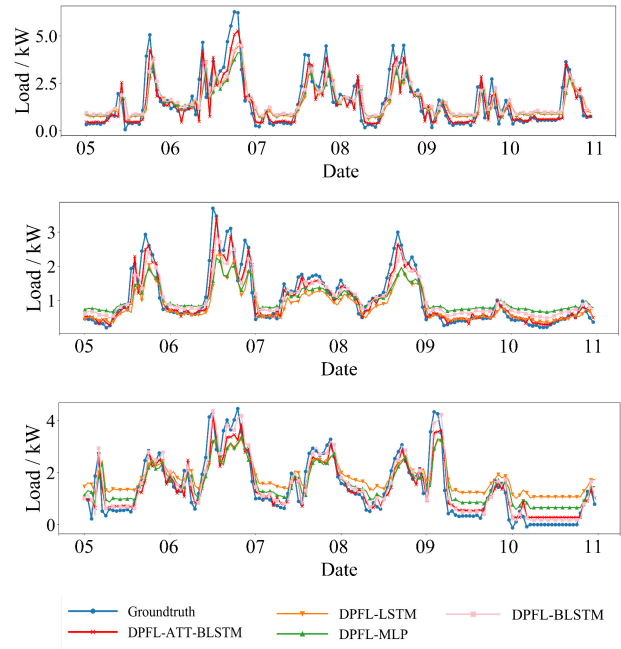 Load / kW
5.0
2.5
0.0
05 06 07 08 09 10 11
Date
Load / kW
3
2
1
05 06 07 08 09 10 11
Date
Load / kW
4
2
0
05 06 07 08 09 10 11
Date
Groundtruth DPFL-LSTM DPFL-BLSTM
DPFL-ATT-BLSTM DPFL-MLP